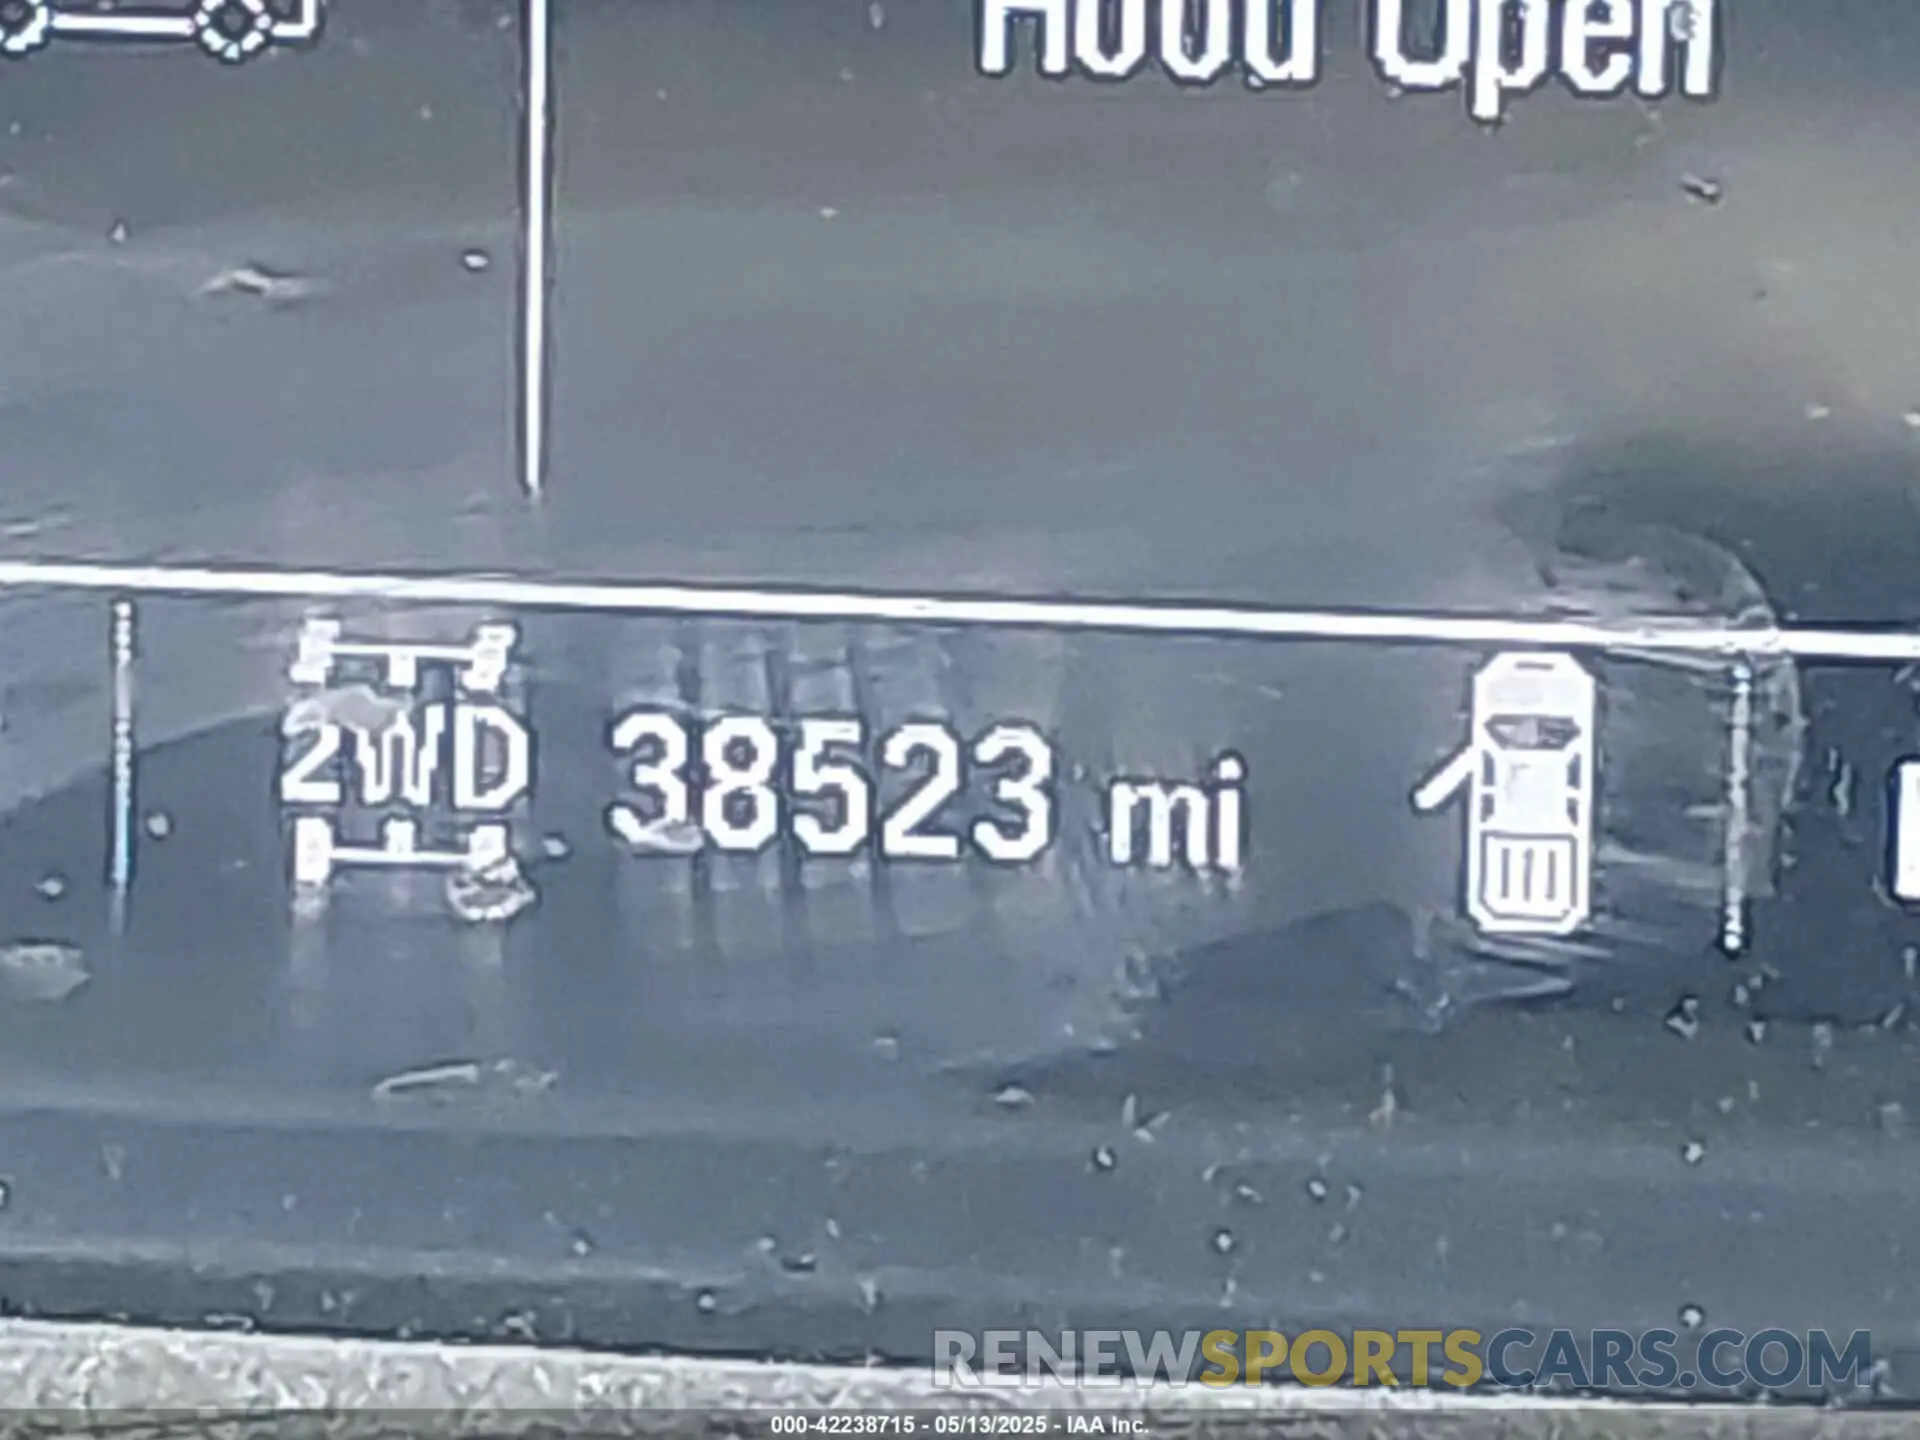 Hood Open
2WD 38523 mi
RENEWSPORTSCARS.COM
000-42238715 - 05/13/2025 - IAA Inc.